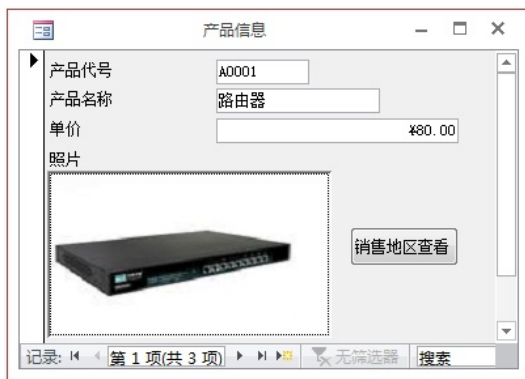 产品信息
产品代号 A0001
产品名称 路由器
单价 ¥80.00
照片
销售地区查看
记录: 第 1 项(共 3 项) 无筛选器 搜索